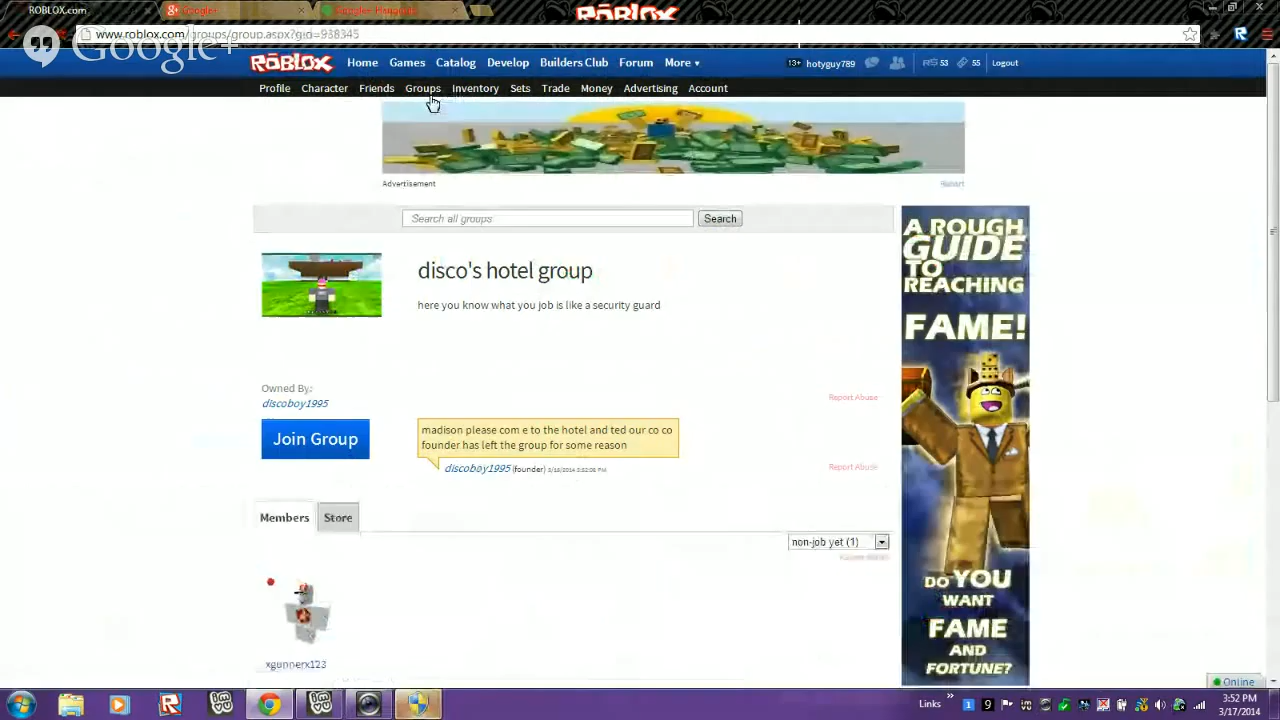 ROBLOX.com
Google+
ROBLOX
www.roblox.com/groups/group.aspx?gid=938345
Google+
ROBLOX
Home Games Catalog Develop Builders Club Forum More
13+ hotyguy789 R$ 53 55 Logout
Profile Character Friends Groups Inventory Sets Trade Money Advertising Account
Advertisement
Report
Search all groups
Search
disco's hotel group
here you know what you job is like a security guard
Owned By:
discoboy1995
Report Abuse
Join Group
madison please com e to the hotel and ted our co co
founder has left the group for some reason
discoboy1995 (founder)
Report Abuse
Members Store
non-job yet (1)
xgunnerx123
A ROUGH
GUIDE
TO
REACHING
FAME!
DO YOU
WANT
FAME
AND
FORTUNE?
Online
Links
3:52 PM
3/17/2014